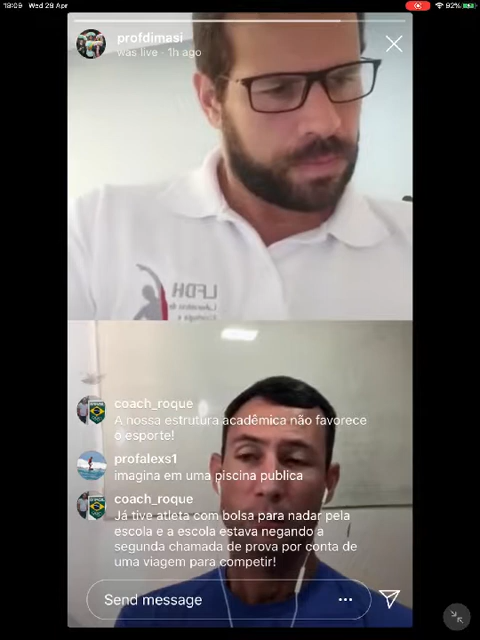 18:09 Wed 29 Apr
92%
profdimasi
was live · 1h ago
LFDH
coach_roque
A nossa estrutura acadêmica não favorece
o esporte!
profalexs1
imagina em uma piscina publica
coach_roque
Já tive atleta com bolsa para nadar pela
escola e a escola estava negando a
segunda chamada de prova por conta de
uma viagem para competir!
Send message